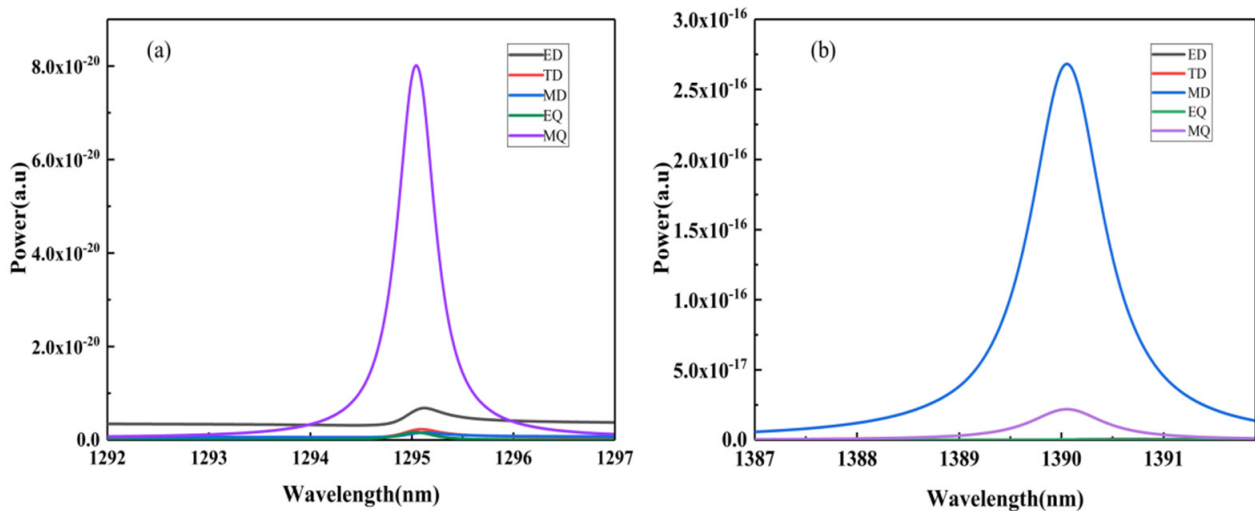 (a)
ED
TD
MD
EQ
MQ
8.0x10⁻²⁰
6.0x10⁻²⁰
4.0x10⁻²⁰
2.0x10⁻²⁰
0.0
Power(a.u)
1292 1293 1294 1295 1296 1297
Wavelength(nm)
(b)
ED
TD
MD
EQ
MQ
3.0x10⁻¹⁶
2.5x10⁻¹⁶
2.0x10⁻¹⁶
1.5x10⁻¹⁶
1.0x10⁻¹⁶
5.0x10⁻¹⁷
0.0
Power(a.u)
1387 1388 1389 1390 1391
Wavelength(nm)